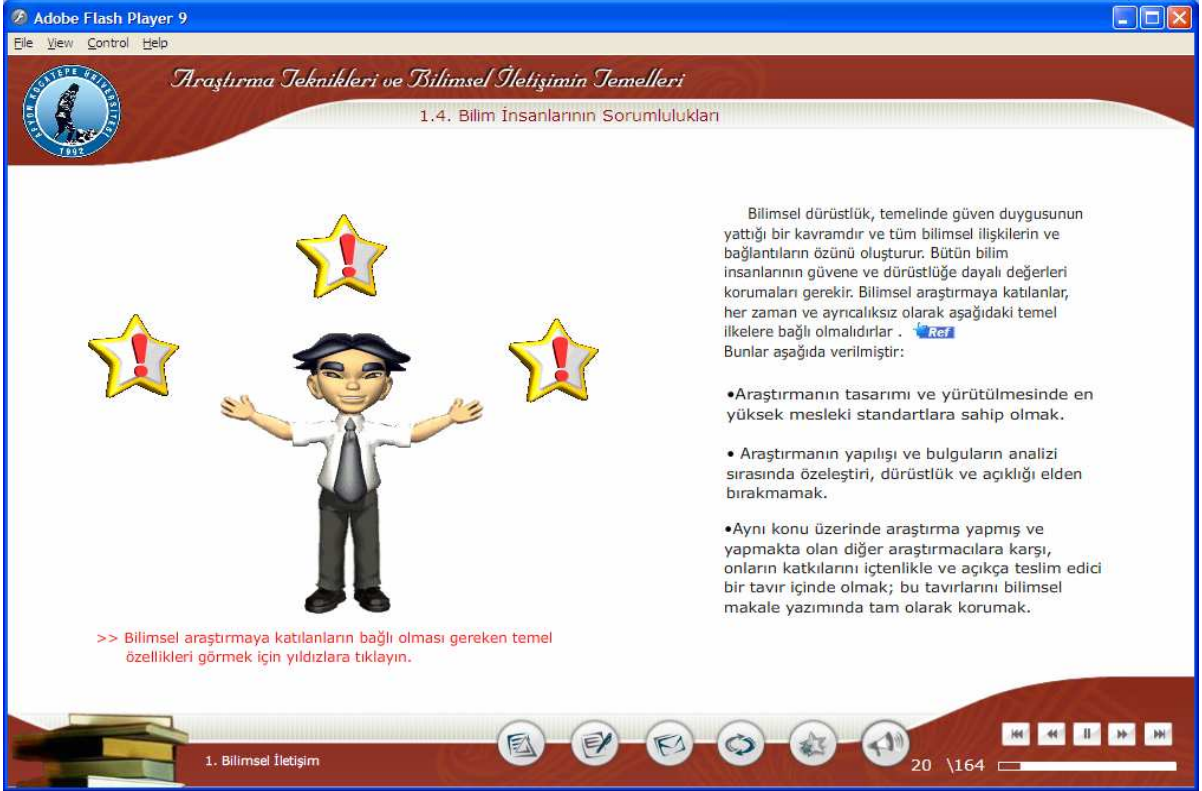 Adobe Flash Player 9
File View Control Help
AFYON KOCATEPE ÜNİVERSİTESİ
1992
Araştırma Teknikleri ve Bilimsel İletişimin Temelleri
1.4. Bilim İnsanlarının Sorumlulukları
Bilimsel dürüstlük, temelinde güven duygusunun
yattığı bir kavramdır ve tüm bilimsel ilişkilerin ve
bağlantıların özünü oluşturur. Bütün bilim
insanlarının güvene ve dürüstlüğe dayalı değerleri
korumaları gerekir. Bilimsel araştırmaya katılanlar,
her zaman ve ayrıcalıksız olarak aşağıdaki temel
ilkelere bağlı olmalıdırlar . Ref
Bunlar aşağıda verilmiştir:
•Araştırmanın tasarımı ve yürütülmesinde en
yüksek mesleki standartlara sahip olmak.
• Araştırmanın yapılışı ve bulguların analizi
sırasında özeleştiri, dürüstlük ve açıklığı elden
bırakmamak.
•Aynı konu üzerinde araştırma yapmış ve
yapmakta olan diğer araştırmacılara karşı,
onların katkılarını içtenlikle ve açıkça teslim edici
bir tavır içinde olmak; bu tavırlarını bilimsel
makale yazımında tam olarak korumak.
>> Bilimsel araştırmaya katılanların bağlı olması gereken temel
özellikleri görmek için yıldızlara tıklayın.
1. Bilimsel İletişim
20 \164